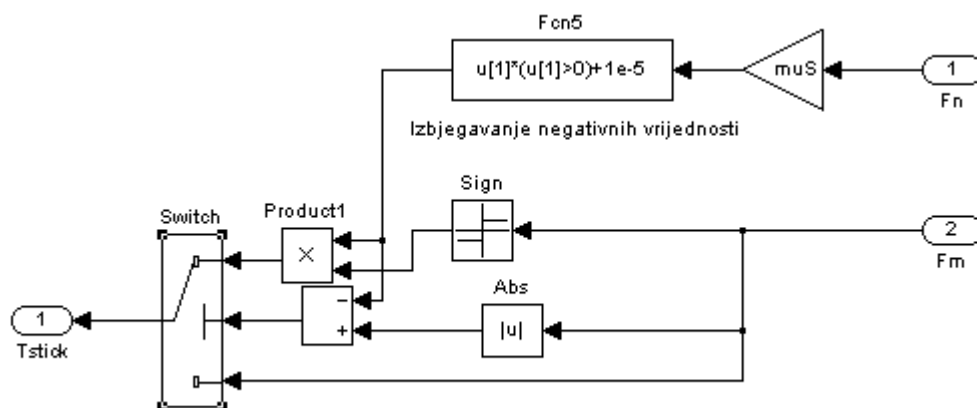 Fcn5
u[1]*(u[1]>0)+1e-5
muS
1
Fn
Izbjegavanje negativnih vrijednosti
Sign
Switch
Product1
×
2
Fm
Abs
−
+
|u|
1
Tstick